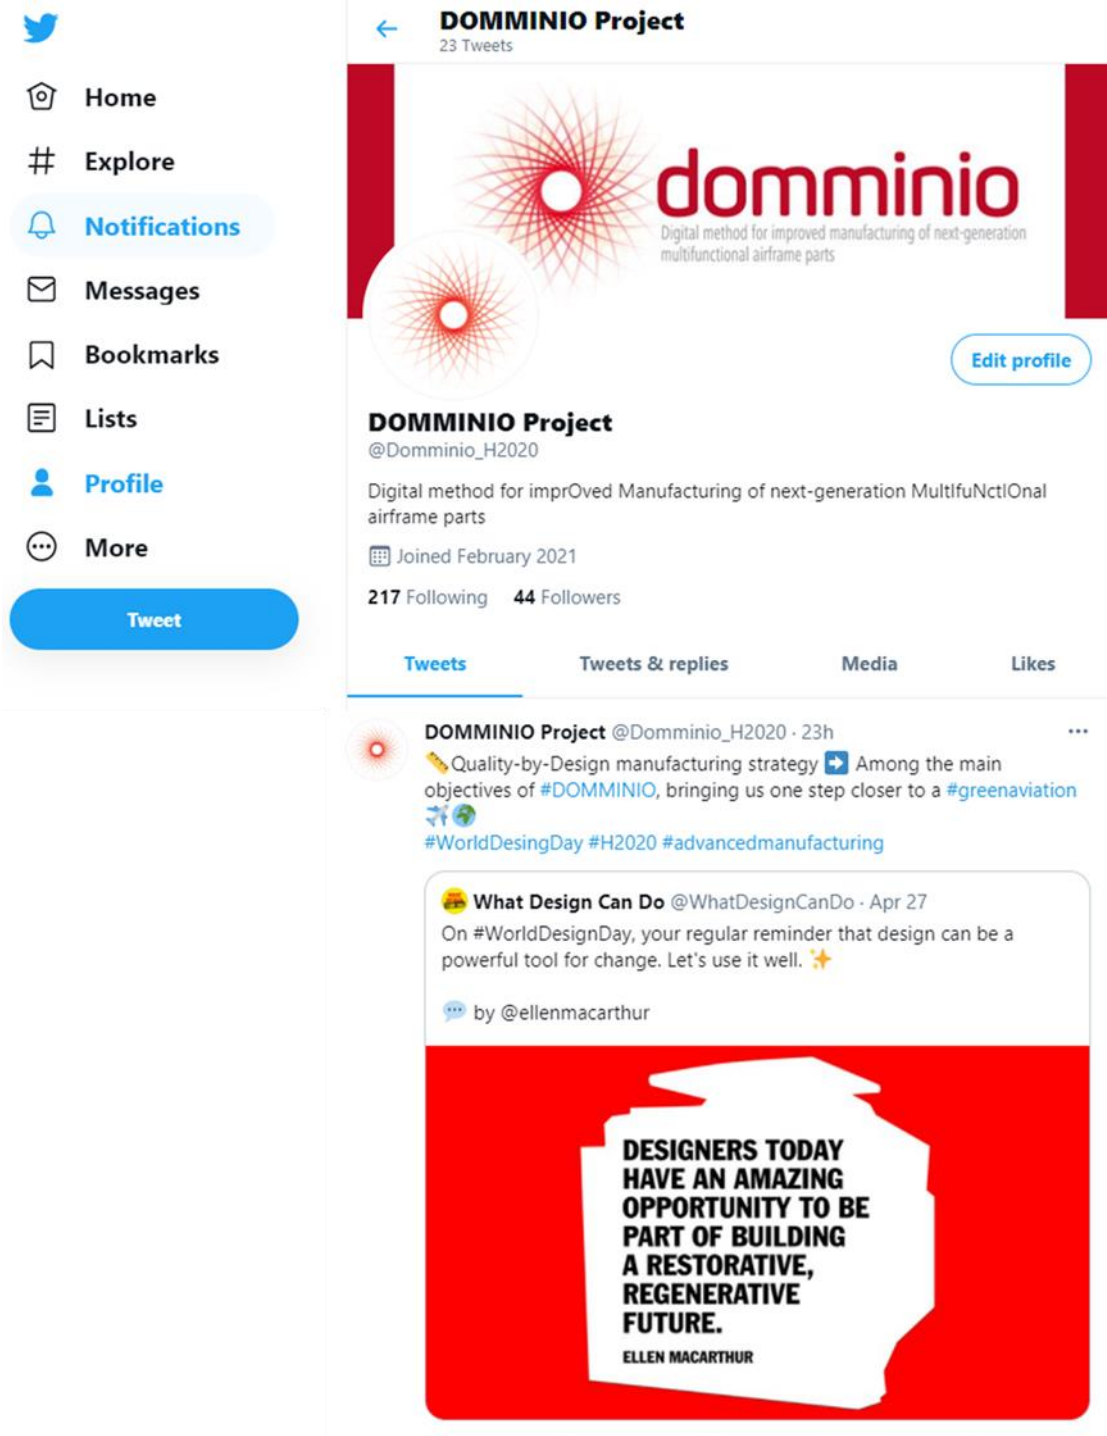 Home
Explore
Notifications
Messages
Bookmarks
Lists
Profile
More
Tweet
DOMMINIO Project
23 Tweets
domminio
Digital method for improved manufacturing of next-generation
multifunctional airframe parts
Edit profile
DOMMINIO Project
@Domminio_H2020
Digital method for imprOved Manufacturing of next-generation MultIfuNctIOnal
airframe parts
Joined February 2021
217 Following 44 Followers
Tweets Tweets & replies Media Likes
DOMMINIO Project @Domminio_H2020 · 23h
Quality-by-Design manufacturing strategy ➡ Among the main
objectives of #DOMMINIO, bringing us one step closer to a #greenaviation
#WorldDesingDay #H2020 #advancedmanufacturing
What Design Can Do @WhatDesignCanDo · Apr 27
On #WorldDesignDay, your regular reminder that design can be a
powerful tool for change. Let's use it well. ✨
💬 by @ellenmacarthur
DESIGNERS TODAY
HAVE AN AMAZING
OPPORTUNITY TO BE
PART OF BUILDING
A RESTORATIVE,
REGENERATIVE
FUTURE.
ELLEN MACARTHUR